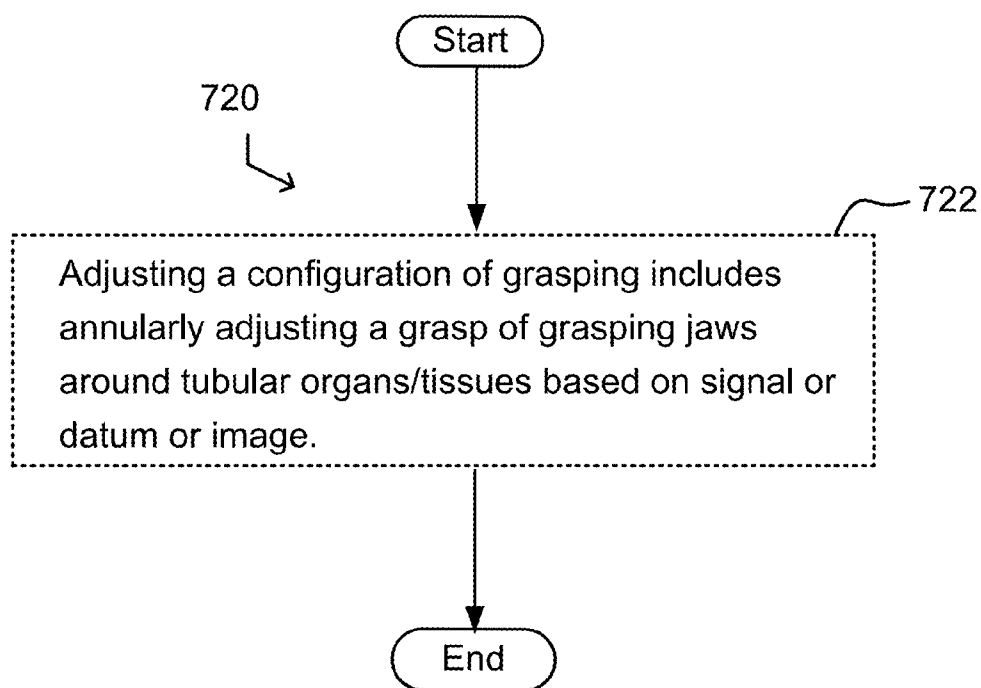 Start
720
722
Adjusting a configuration of grasping includes
annularly adjusting a grasp of grasping jaws
around tubular organs/tissues based on signal or
datum or image.
End